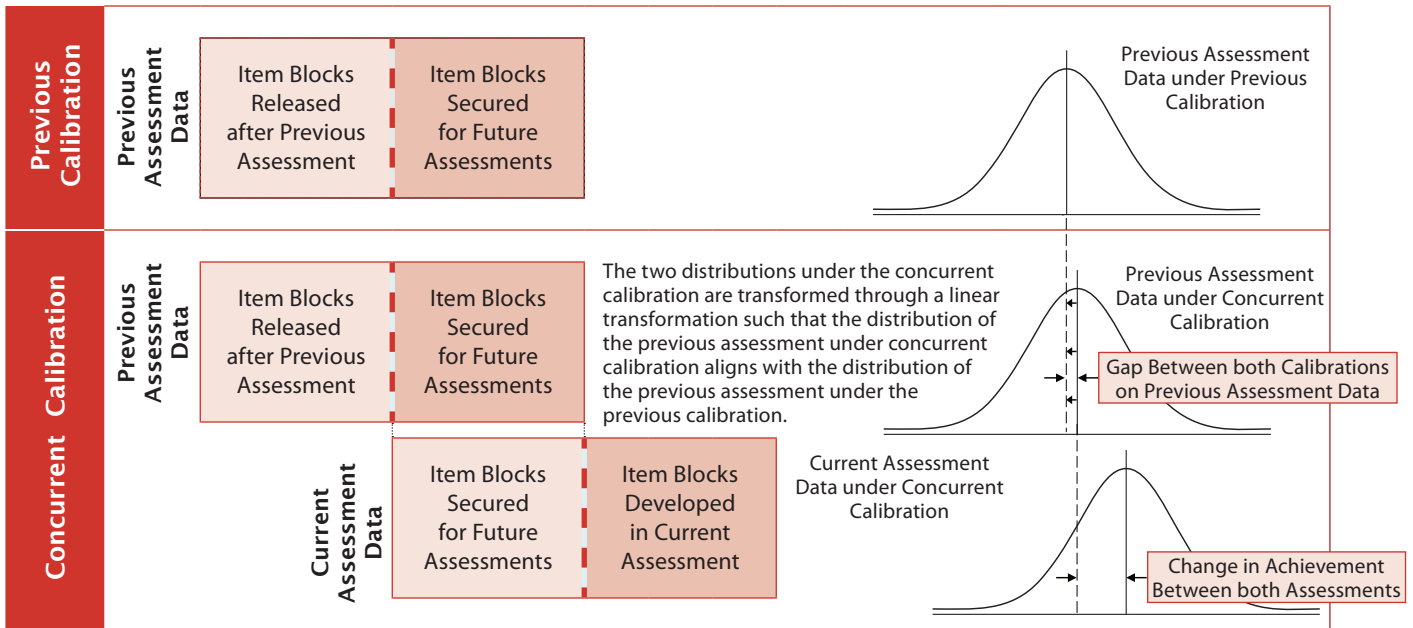 Previous
Calibration
Previous
Assessment
Data
Item Blocks
Released
after Previous
Assessment
Item Blocks
Secured
for Future
Assessments
Previous Assessment
Data under Previous
Calibration
Concurrent Calibration
Previous
Assessment
Data
Item Blocks
Released
after Previous
Assessment
Item Blocks
Secured
for Future
Assessments
The two distributions under the concurrent
calibration are transformed through a linear
transformation such that the distribution of
the previous assessment under concurrent
calibration aligns with the distribution of
the previous assessment under the
previous calibration.
Previous Assessment
Data under Concurrent
Calibration
Gap Between both Calibrations
on Previous Assessment Data
Current
Assessment
Data
Item Blocks
Secured
for Future
Assessments
Item Blocks
Developed
in Current
Assessment
Current Assessment
Data under Concurrent
Calibration
Change in Achievement
Between both Assessments